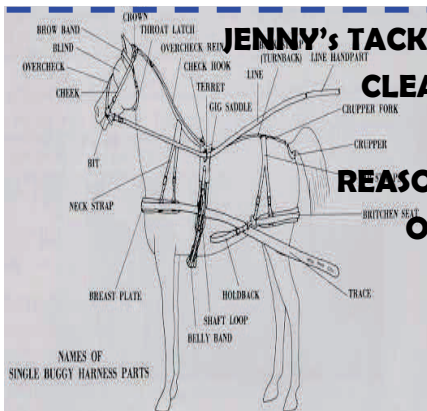 CROWN
BROW BAND
THROAT LATCH
BLIND
OVERCHECK REIN
JENNY's TACK
OVERCHECK
CHECK HOOK
(TURNBACK)
LINE HANDPART
LINE
CHEEK
TERRET
CLEA
GIG SADDLE
CRUPPER FORK
CRUPPER
BIT
REASO
NECK STRAP
BRITCHEN SEAT
O
BREAST PLATE
HOLDBACK
TRACE
SHAFT LOOP
BELLY BAND
NAMES OF
SINGLE BUGGY HARNESS PARTS